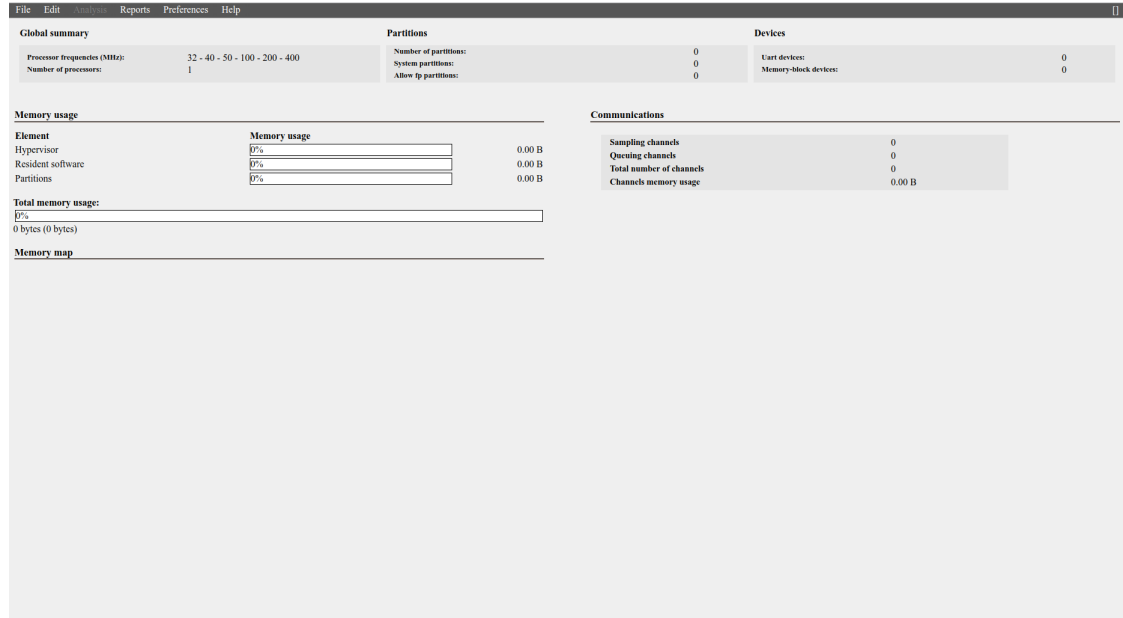 File Edit Analysis Reports Preferences Help []
Global summary
Processor frequencies (MHz): 32 - 40 - 50 - 100 - 200 - 400
Number of processors: 1
Partitions
Number of partitions: 0
System partitions: 0
Allow fp partitions: 0
Devices
Uart devices: 0
Memory-block devices: 0
Memory usage
Element Memory usage
Hypervisor 0% 0.00 B
Resident software 0% 0.00 B
Partitions 0% 0.00 B
Total memory usage:
0%
0 bytes (0 bytes)
Memory map
Communications
Sampling channels 0
Queuing channels 0
Total number of channels 0
Channels memory usage 0.00 B